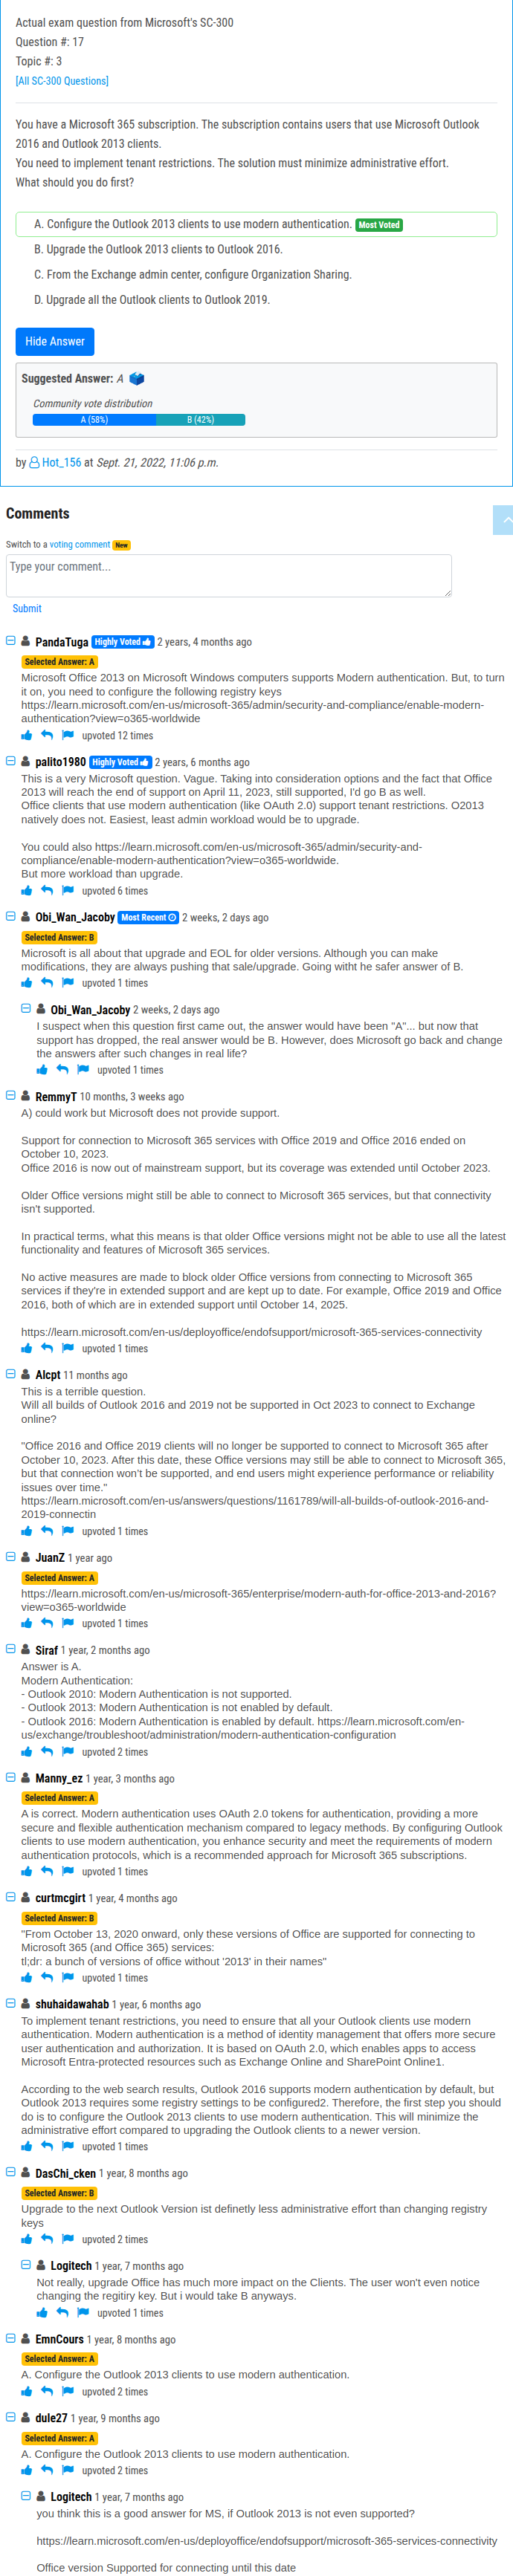 Actual exam question from Microsoft's SC-300
Question #: 17
Topic #: 3
[All SC-300 Questions]
You have a Microsoft 365 subscription. The subscription contains users that use Microsoft Outlook
2016 and Outlook 2013 clients.
You need to implement tenant restrictions. The solution must minimize administrative effort.
What should you do first?
A. Configure the Outlook 2013 clients to use modern authentication. Most Voted
B. Upgrade the Outlook 2013 clients to Outlook 2016.
C. From the Exchange admin center, configure Organization Sharing.
D. Upgrade all the Outlook clients to Outlook 2019.
Hide Answer
Suggested Answer: A
Community vote distribution
A (58%) B (42%)
by Hot_156 at Sept. 21, 2022, 11:06 p.m.
Comments
Switch to a voting comment New
Type your comment...
Submit
PandaTuga Highly Voted 2 years, 4 months ago
Selected Answer: A
Microsoft Office 2013 on Microsoft Windows computers supports Modern authentication. But, to turn
it on, you need to configure the following registry keys
https://learn.microsoft.com/en-us/microsoft-365/admin/security-and-compliance/enable-modern-
authentication?view=o365-worldwide
upvoted 12 times
palito1980 Highly Voted 2 years, 6 months ago
This is a very Microsoft question. Vague. Taking into consideration options and the fact that Office
2013 will reach the end of support on April 11, 2023, still supported, I'd go B as well.
Office clients that use modern authentication (like OAuth 2.0) support tenant restrictions. O2013
natively does not. Easiest, least admin workload would be to upgrade.
You could also https://learn.microsoft.com/en-us/microsoft-365/admin/security-and-
compliance/enable-modern-authentication?view=o365-worldwide.
But more workload than upgrade.
upvoted 6 times
Obi_Wan_Jacoby Most Recent 2 weeks, 2 days ago
Selected Answer: B
Microsoft is all about that upgrade and EOL for older versions. Although you can make
modifications, they are always pushing that sale/upgrade. Going witht he safer answer of B.
upvoted 1 times
Obi_Wan_Jacoby 2 weeks, 2 days ago
I suspect when this question first came out, the answer would have been "A"... but now that
support has dropped, the real answer would be B. However, does Microsoft go back and change
the answers after such changes in real life?
upvoted 1 times
RemmyT 10 months, 3 weeks ago
A) could work but Microsoft does not provide support.
Support for connection to Microsoft 365 services with Office 2019 and Office 2016 ended on
October 10, 2023.
Office 2016 is now out of mainstream support, but its coverage was extended until October 2023.
Older Office versions might still be able to connect to Microsoft 365 services, but that connectivity
isn't supported.
In practical terms, what this means is that older Office versions might not be able to use all the latest
functionality and features of Microsoft 365 services.
No active measures are made to block older Office versions from connecting to Microsoft 365
services if they're in extended support and are kept up to date. For example, Office 2019 and Office
2016, both of which are in extended support until October 14, 2025.
https://learn.microsoft.com/en-us/deployoffice/endofsupport/microsoft-365-services-connectivity
upvoted 1 times
Alcpt 11 months ago
This is a terrible question.
Will all builds of Outlook 2016 and 2019 not be supported in Oct 2023 to connect to Exchange
online?
"Office 2016 and Office 2019 clients will no longer be supported to connect to Microsoft 365 after
October 10, 2023. After this date, these Office versions may still be able to connect to Microsoft 365,
but that connection won't be supported, and end users might experience performance or reliability
issues over time."
https://learn.microsoft.com/en-us/answers/questions/1161789/will-all-builds-of-outlook-2016-and-
2019-connectin
upvoted 1 times
JuanZ 1 year ago
Selected Answer: A
https://learn.microsoft.com/en-us/microsoft-365/enterprise/modern-auth-for-office-2013-and-2016?
view=o365-worldwide
upvoted 1 times
Siraf 1 year, 2 months ago
Answer is A.
Modern Authentication:
- Outlook 2010: Modern Authentication is not supported.
- Outlook 2013: Modern Authentication is not enabled by default.
- Outlook 2016: Modern Authentication is enabled by default. https://learn.microsoft.com/en-
us/exchange/troubleshoot/administration/modern-authentication-configuration
upvoted 2 times
Manny_ez 1 year, 3 months ago
Selected Answer: A
A is correct. Modern authentication uses OAuth 2.0 tokens for authentication, providing a more
secure and flexible authentication mechanism compared to legacy methods. By configuring Outlook
clients to use modern authentication, you enhance security and meet the requirements of modern
authentication protocols, which is a recommended approach for Microsoft 365 subscriptions.
upvoted 1 times
curtmcgirt 1 year, 4 months ago
Selected Answer: B
"From October 13, 2020 onward, only these versions of Office are supported for connecting to
Microsoft 365 (and Office 365) services:
tl;dr: a bunch of versions of office without '2013' in their names"
upvoted 1 times
shuhaidawahab 1 year, 6 months ago
To implement tenant restrictions, you need to ensure that all your Outlook clients use modern
authentication. Modern authentication is a method of identity management that offers more secure
user authentication and authorization. It is based on OAuth 2.0, which enables apps to access
Microsoft Entra-protected resources such as Exchange Online and SharePoint Online1.
According to the web search results, Outlook 2016 supports modern authentication by default, but
Outlook 2013 requires some registry settings to be configured2. Therefore, the first step you should
do is to configure the Outlook 2013 clients to use modern authentication. This will minimize the
administrative effort compared to upgrading the Outlook clients to a newer version.
upvoted 1 times
DasChi_cken 1 year, 8 months ago
Selected Answer: B
Upgrade to the next Outlook Version ist definetly less administrative effort than changing registry
keys
upvoted 2 times
Logitech 1 year, 7 months ago
Not really, upgrade Office has much more impact on the Clients. The user won't even notice
changing the regitiry key. But i would take B anyways.
upvoted 1 times
EmnCours 1 year, 8 months ago
Selected Answer: A
A. Configure the Outlook 2013 clients to use modern authentication.
upvoted 2 times
dule27 1 year, 9 months ago
Selected Answer: A
A. Configure the Outlook 2013 clients to use modern authentication.
upvoted 2 times
Logitech 1 year, 7 months ago
you think this is a good answer for MS, if Outlook 2013 is not even supported?
https://learn.microsoft.com/en-us/deployoffice/endofsupport/microsoft-365-services-connectivity
Office version Supported for connecting until this date